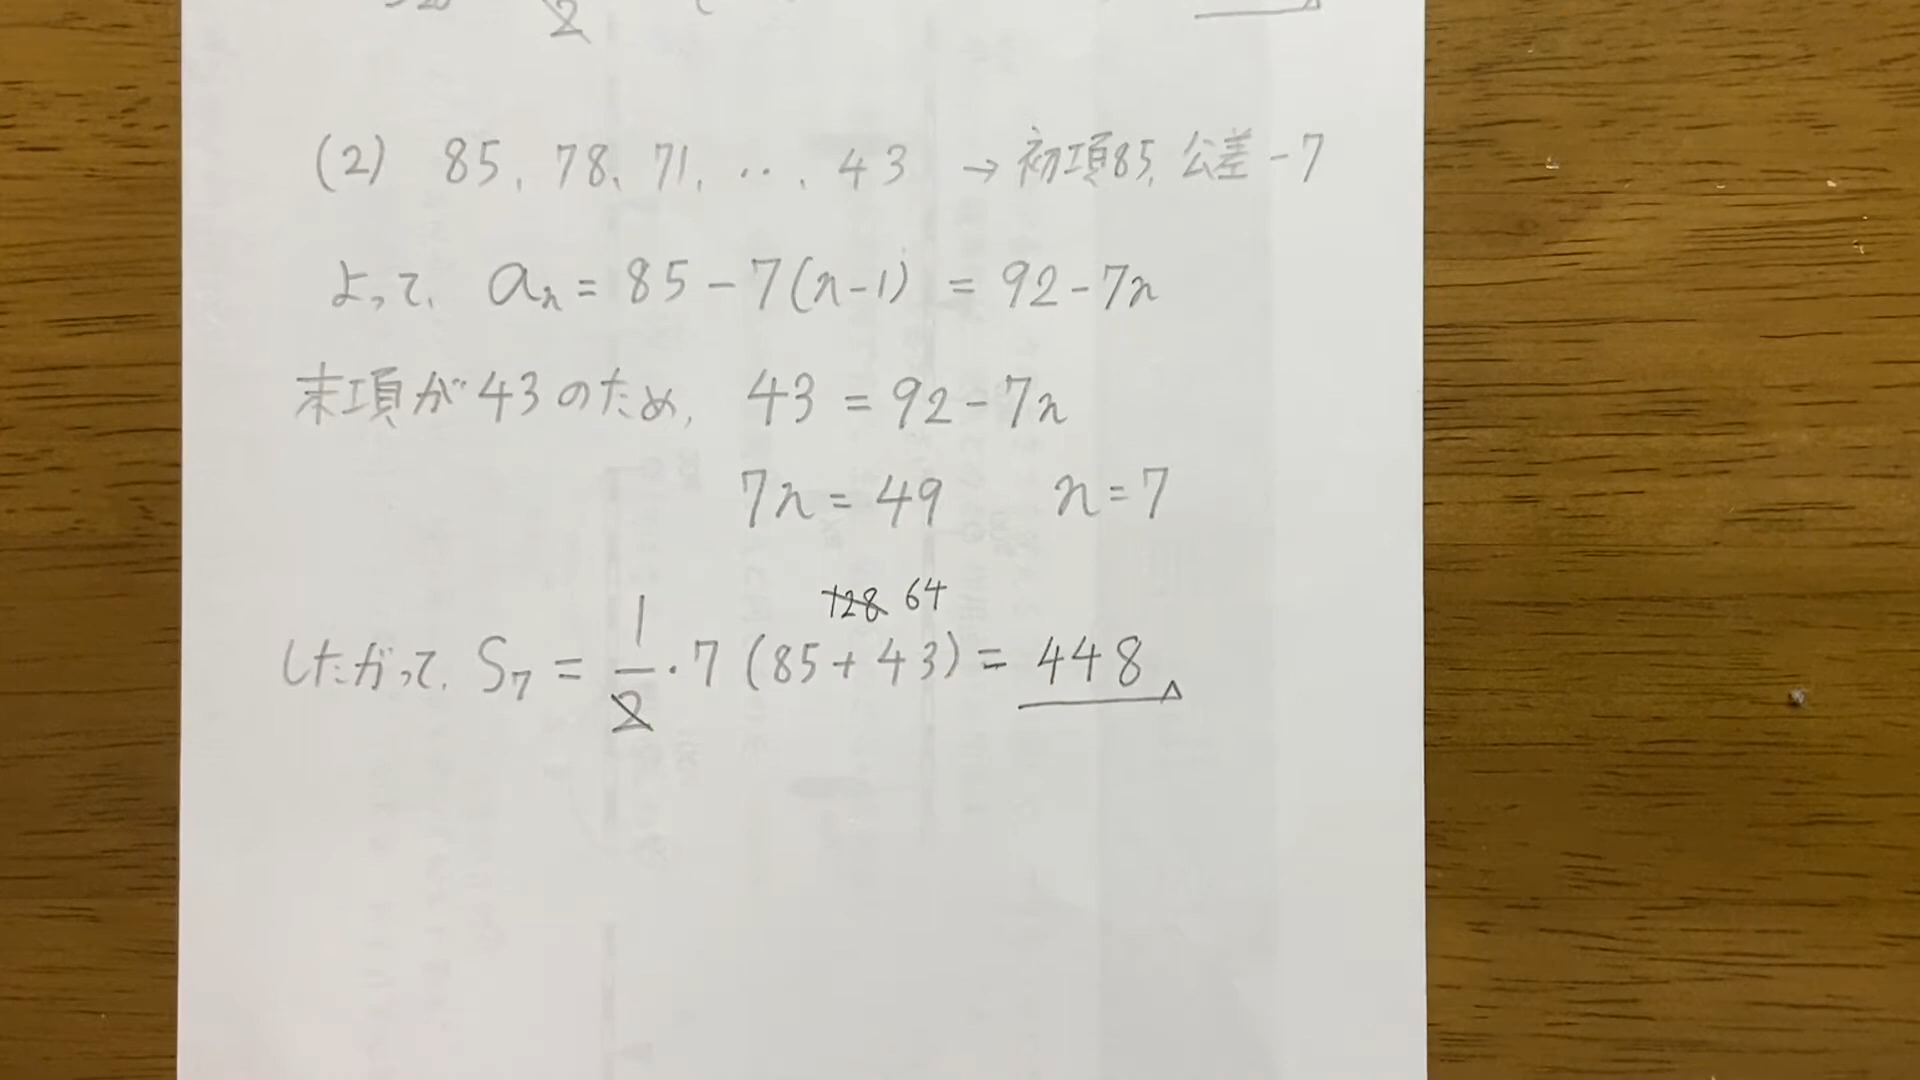 (2) 85, 78, 71, ‥, 43 → 初項85, 公差 -7
よって, aₙ = 85 - 7(n-1) = 92 - 7n
末項が43のため, 43 = 92 - 7n
7n = 49 n = 7
128 64
したがって, S₇ = 1/2 · 7 (85 + 43) = 448